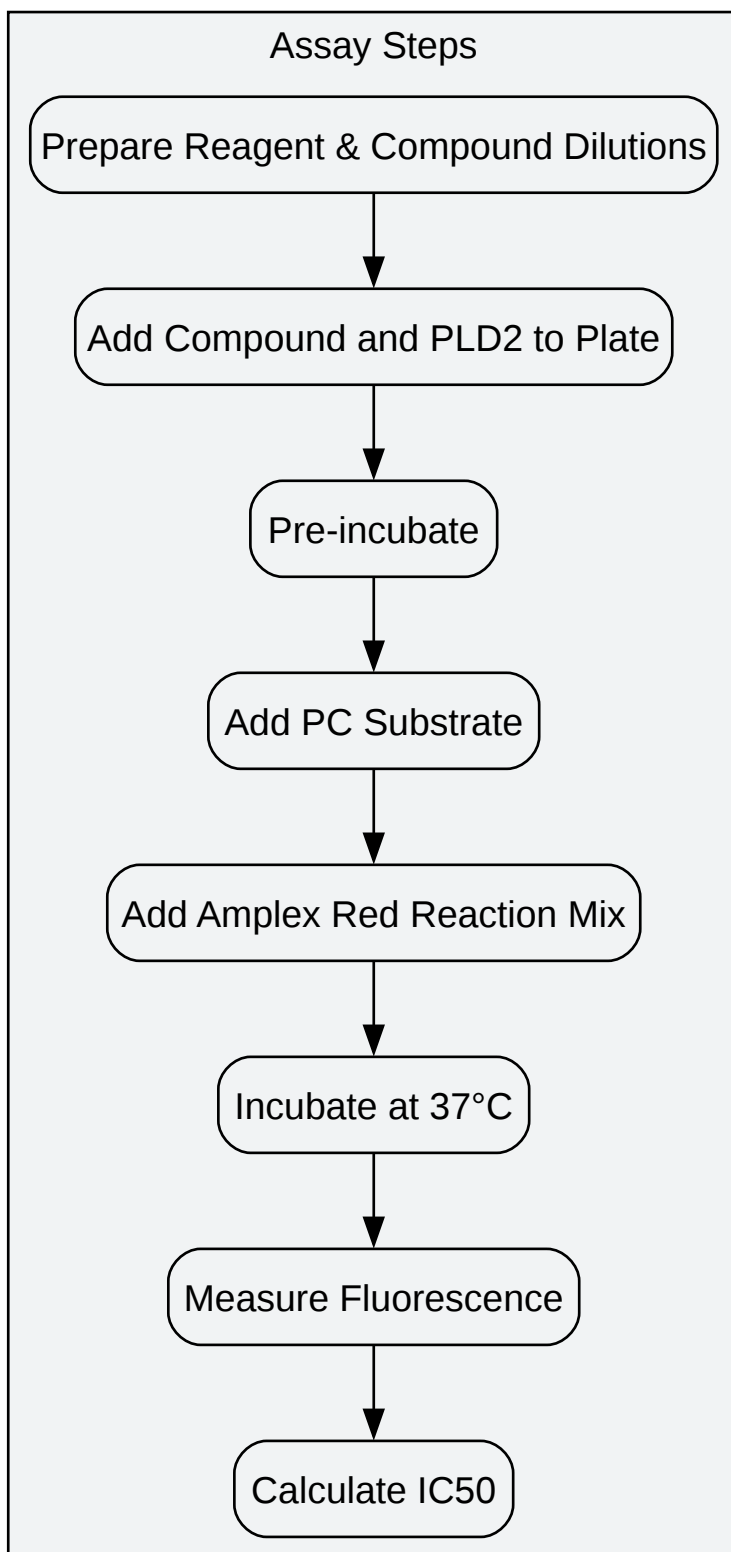 Assay Steps
Prepare Reagent & Compound Dilutions
Add Compound and PLD2 to Plate
Pre-incubate
Add PC Substrate
Add Amplex Red Reaction Mix
Incubate at 37°C
Measure Fluorescence
Calculate IC50